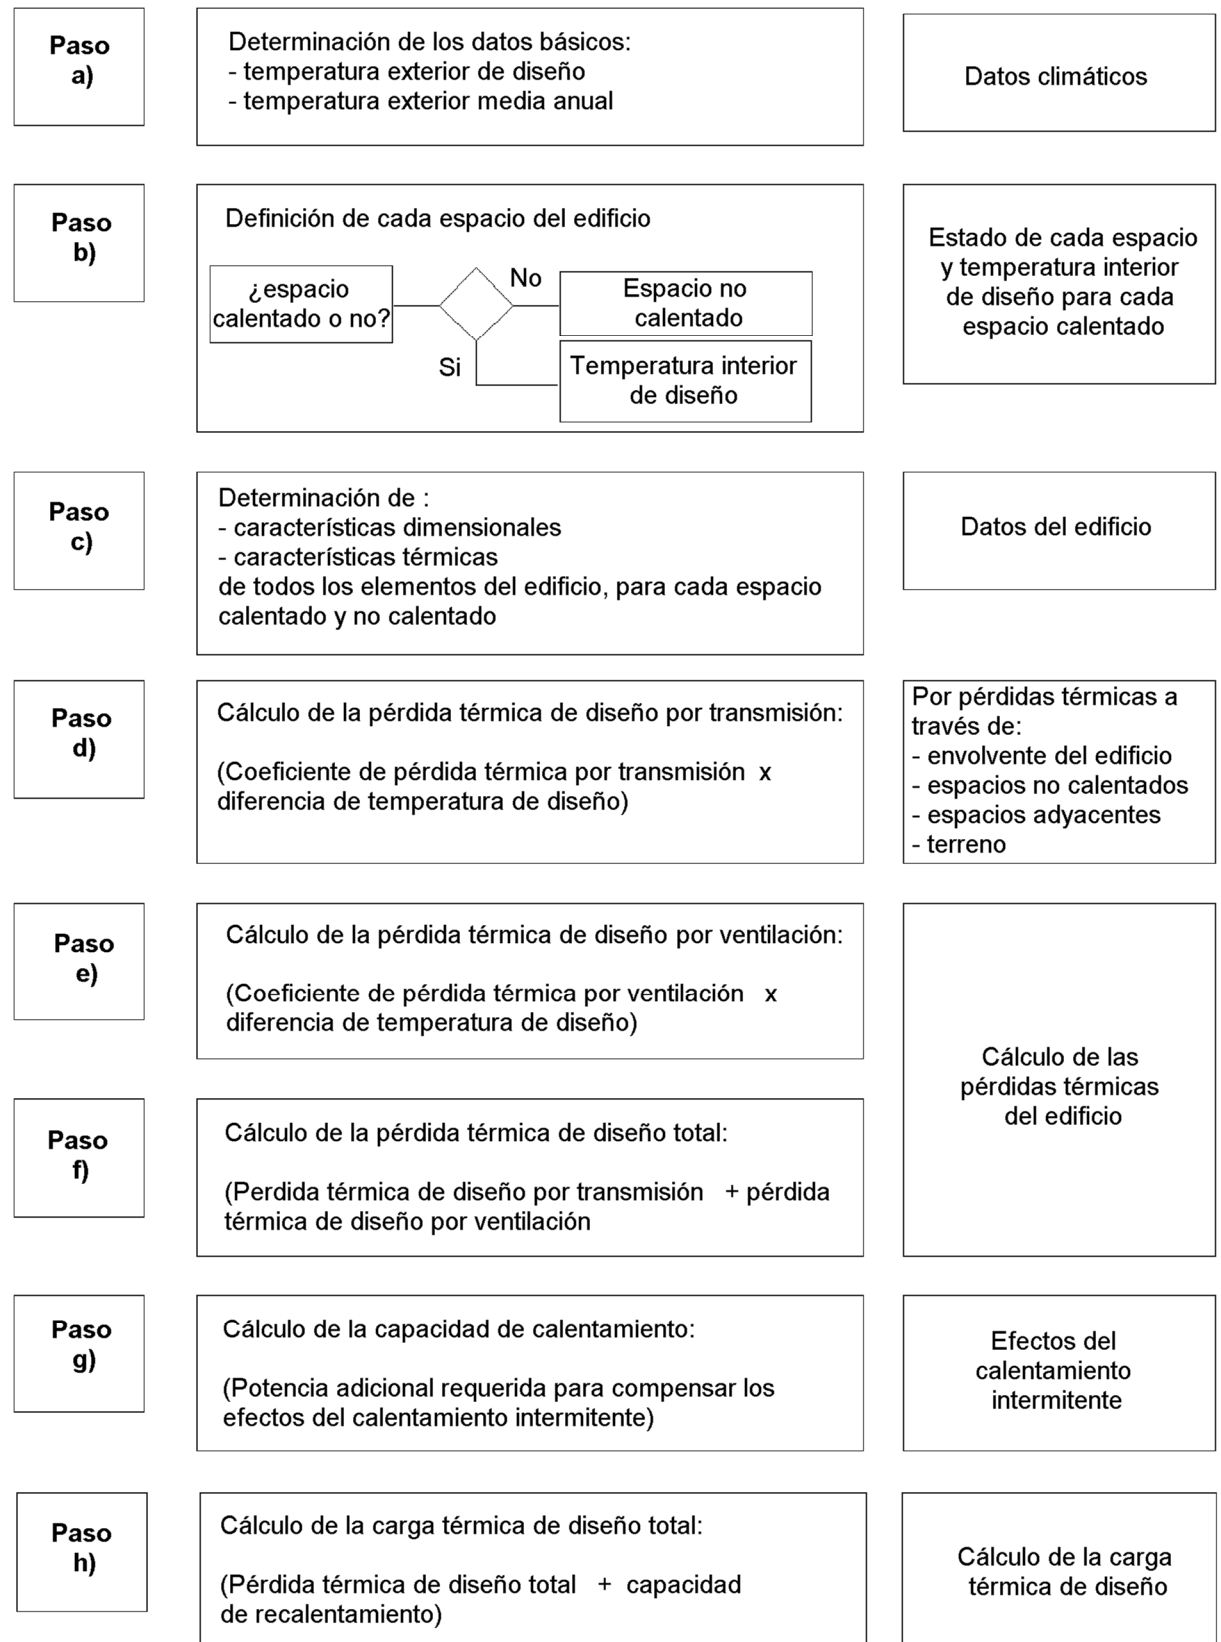 Paso
a)
Determinación de los datos básicos:
- temperatura exterior de diseño
- temperatura exterior media anual
Datos climáticos
Paso
b)
Definición de cada espacio del edificio
¿espacio
calentado o no?
No
Espacio no
calentado
Si
Temperatura interior
de diseño
Estado de cada espacio
y temperatura interior
de diseño para cada
espacio calentado
Paso
c)
Determinación de :
- característícas dimensionales
- característícas térmicas
de todos los elementos del edificio, para cada espacio
calentado y no calentado
Datos del edificio
Paso
d)
Cálculo de la pérdida térmica de diseño por transmisión:
(Coeficiente de pérdida térmica por transmisión x
diferencia de temperatura de diseño)
Por pérdidas térmicas a
través de:
- envolvente del edificio
- espacios no calentados
- espacios adyacentes
- terreno
Paso
e)
Cálculo de la pérdida térmica de diseño por ventilación:
(Coeficiente de pérdida térmica por ventilación x
diferencia de temperatura de diseño)
Cálculo de las
pérdidas térmicas
del edificio
Paso
f)
Cálculo de la pérdida térmica de diseño total:
(Perdida térmica de diseño por transmisión + pérdida
térmica de diseño por ventilación
Paso
g)
Cálculo de la capacidad de calentamiento:
(Potencia adicional requerida para compensar los
efectos del calentamiento intermitente)
Efectos del
calentamiento
intermitente
Paso
h)
Cálculo de la carga térmica de diseño total:
(Pérdida térmica de diseño total + capacidad
de recalentamiento)
Cálculo de la carga
térmica de diseño